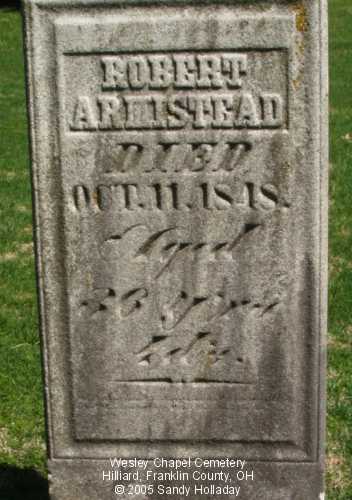 ROBERT
ARMISTEAD
DIED
OCT. 11. 1848.
Aged
Wesley Chapel Cemetery
Hilliard, Franklin County, OH
© 2005 Sandy Holladay